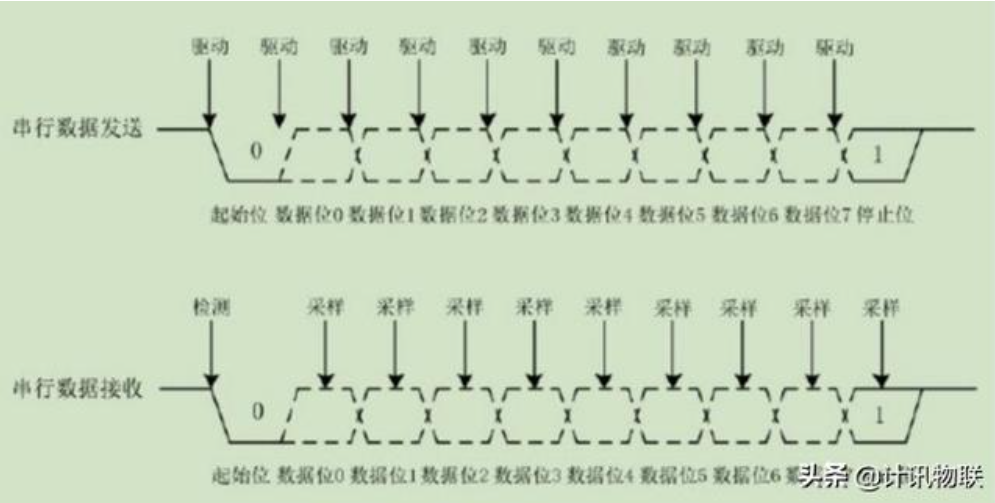 驱动 驱动 驱动 驱动 驱动 驱动 驱动 驱动 驱动 驱动
串行数据发送
0 1
起始位 数据位0 数据位1 数据位2 数据位3 数据位4 数据位5 数据位6 数据位7 停止位
检测 采样 采样 采样 采样 采样 采样 采样 采样 采样
串行数据接收
0 1
起始位 数据位0 数据位1 数据位2 数据位3 数据位4 数据位5 数据位6
头条 @计讯物联